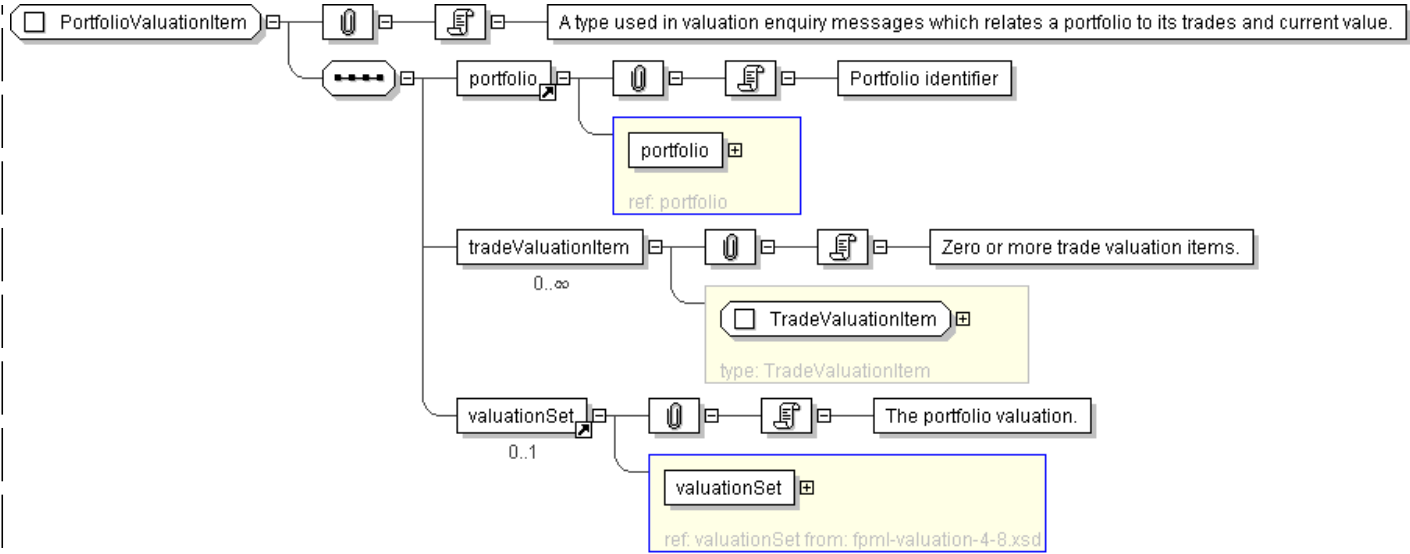 PortfolioValuationItem
A type used in valuation enquiry messages which relates a portfolio to its trades and current value.
portfolio
Portfolio identifier
portfolio
ref: portfolio
tradeValuationItem
Zero or more trade valuation items.
0..∞
TradeValuationItem
type: TradeValuationItem
valuationSet
The portfolio valuation.
0..1
valuationSet
ref: valuationSet from: fpml-valuation-4-8.xsd